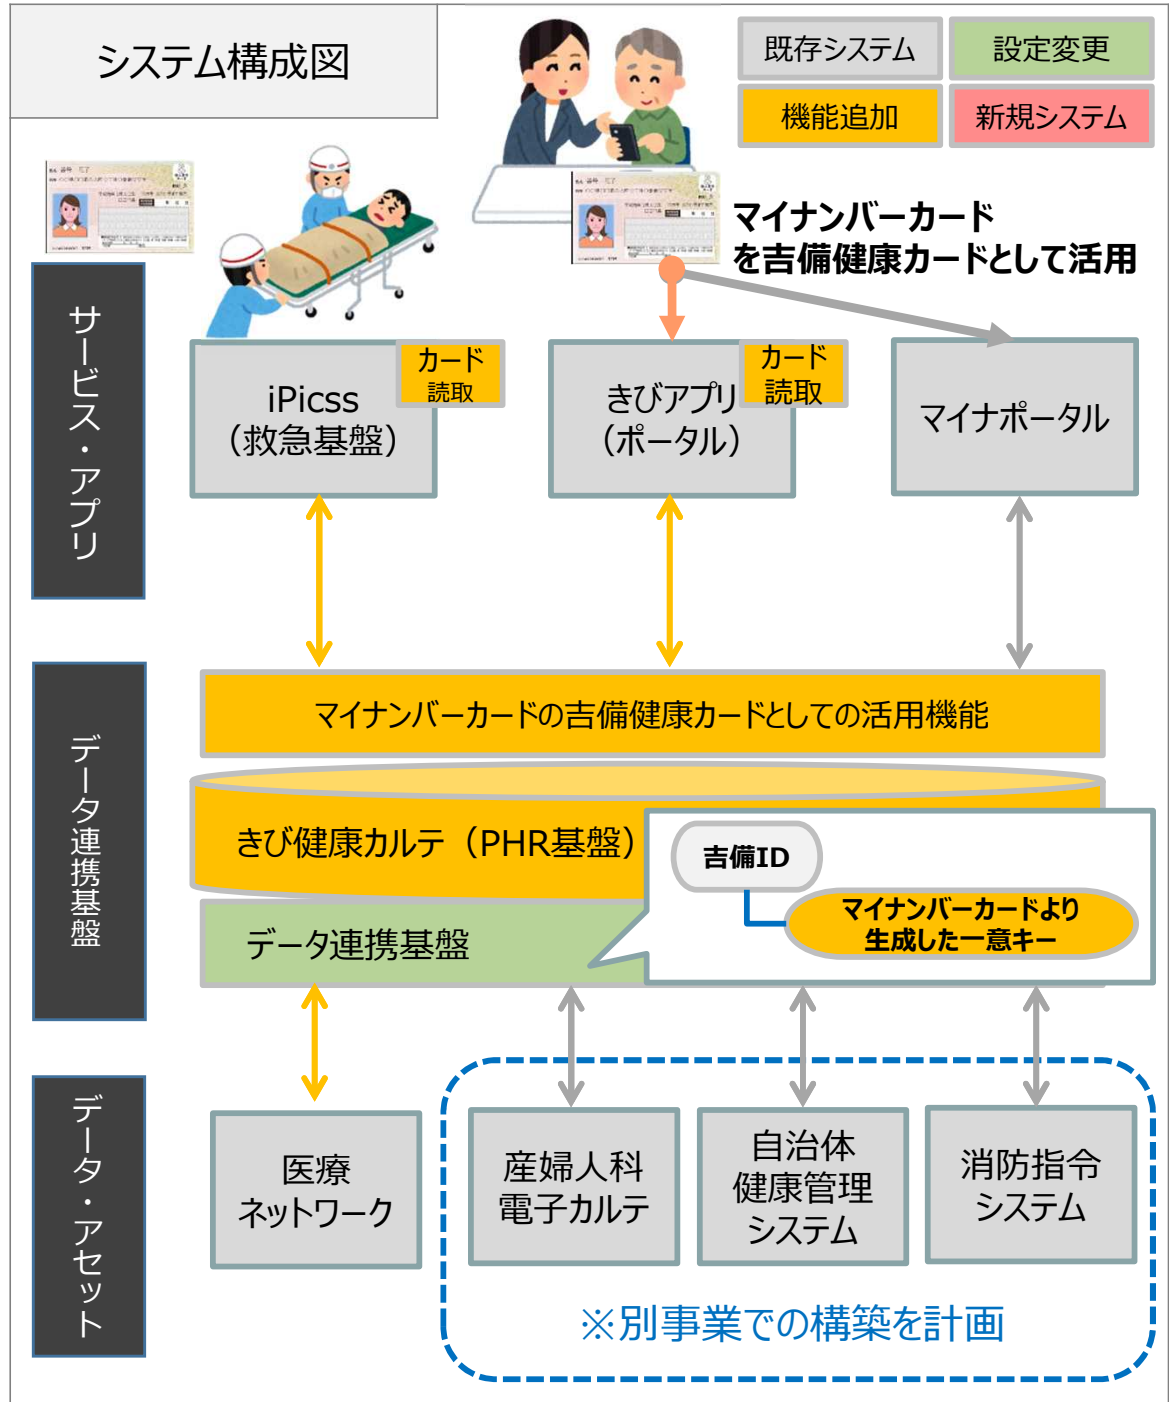 システム構成図
既存システム
設定変更
機能追加
新規システム
マイナンバーカード
を吉備健康カードとして活用
サービス・アプリ
iPicss
（救急基盤）
カード
読取
きびアプリ
（ポータル）
カード
読取
マイナポータル
データ連携基盤
マイナンバーカードの吉備健康カードとしての活用機能
きび健康カルテ（PHR基盤）
吉備ID
マイナンバーカードより
生成した一意キー
データ連携基盤
データ・アセット
医療
ネットワーク
産婦人科
電子カルテ
自治体
健康管理
システム
消防指令
システム
※別事業での構築を計画